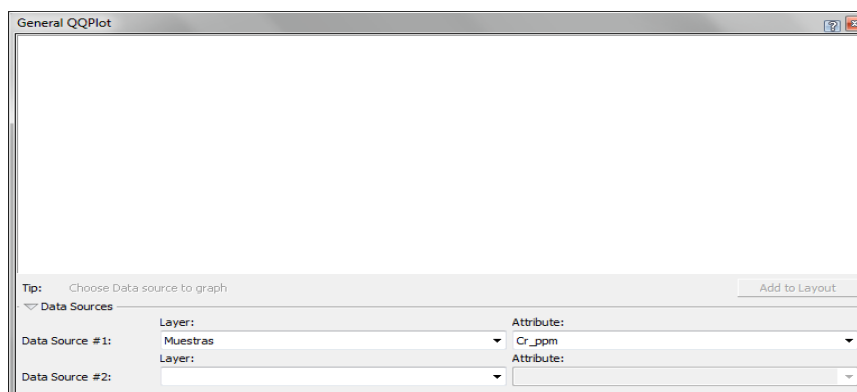 General QQPlot
?
Tip: Choose Data source to graph Add to Layout
Data Sources
Layer: Attribute:
Data Source #1: Muestras Cr_ppm
Layer: Attribute:
Data Source #2: